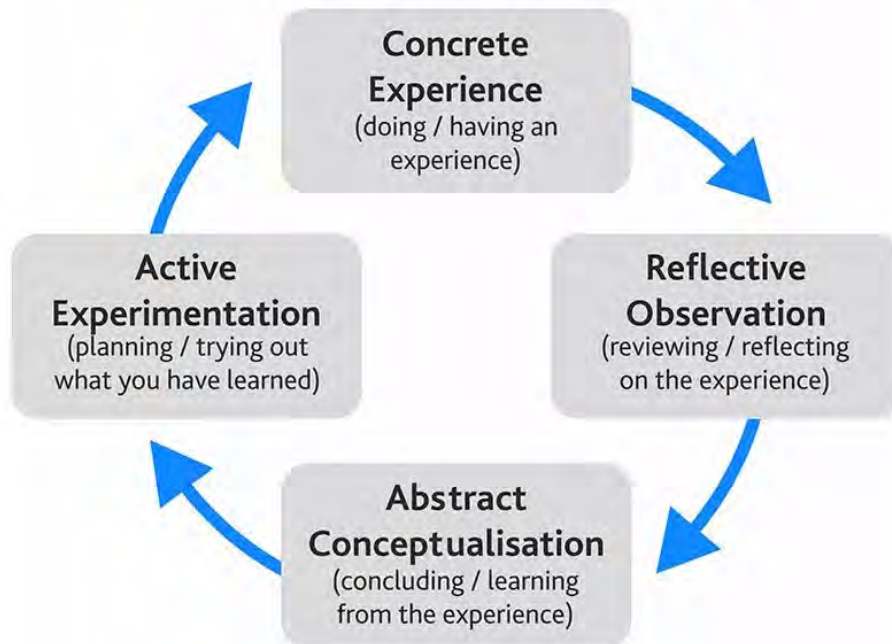 Concrete
Experience
(doing / having an
experience)
Reflective
Observation
(reviewing / reflecting
on the experience)
Abstract
Conceptualisation
(concluding / learning
from the experience)
Active
Experimentation
(planning / trying out
what you have learned)